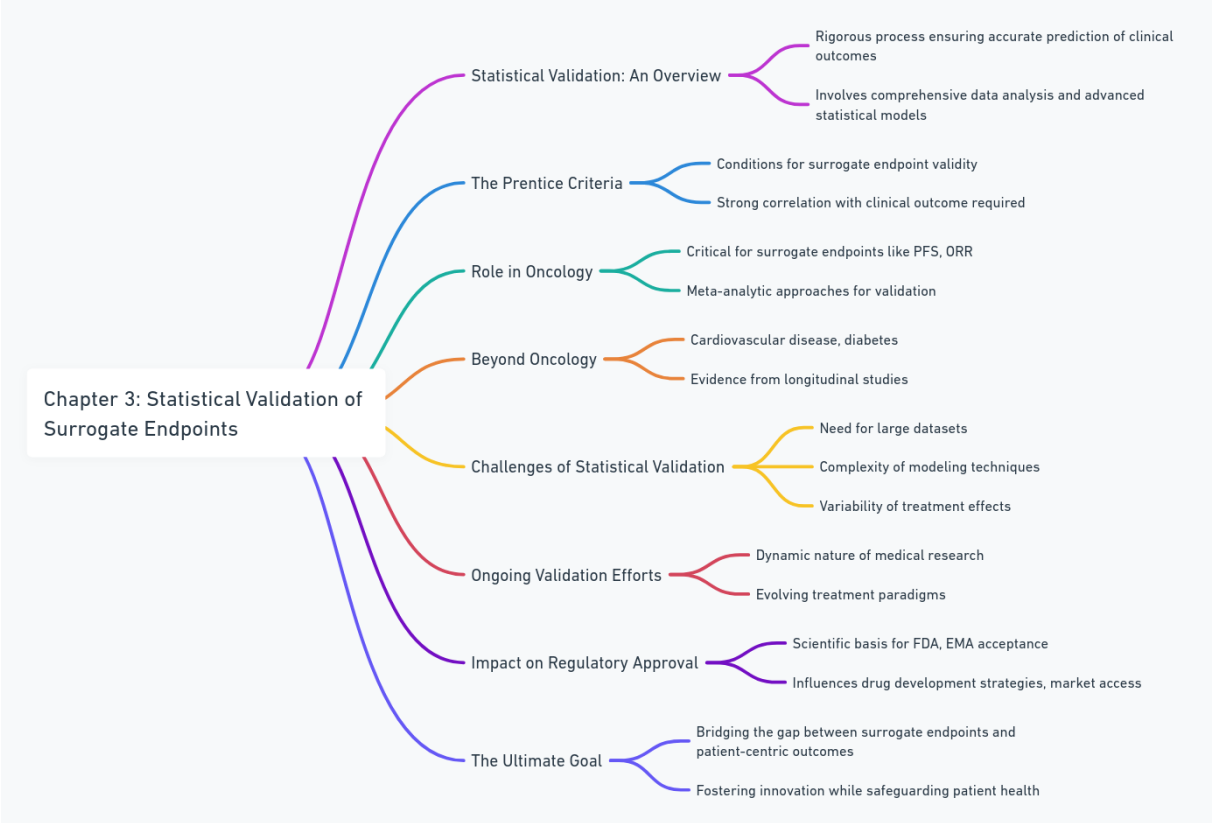 Chapter 3: Statistical Validation of
Surrogate Endpoints
Statistical Validation: An Overview
Rigorous process ensuring accurate prediction of clinical
outcomes
Involves comprehensive data analysis and advanced
statistical models
The Prentice Criteria
Conditions for surrogate endpoint validity
Strong correlation with clinical outcome required
Role in Oncology
Critical for surrogate endpoints like PFS, ORR
Meta-analytic approaches for validation
Beyond Oncology
Cardiovascular disease, diabetes
Evidence from longitudinal studies
Challenges of Statistical Validation
Need for large datasets
Complexity of modeling techniques
Variability of treatment effects
Ongoing Validation Efforts
Dynamic nature of medical research
Evolving treatment paradigms
Impact on Regulatory Approval
Scientific basis for FDA, EMA acceptance
Influences drug development strategies, market access
The Ultimate Goal
Bridging the gap between surrogate endpoints and
patient-centric outcomes
Fostering innovation while safeguarding patient health